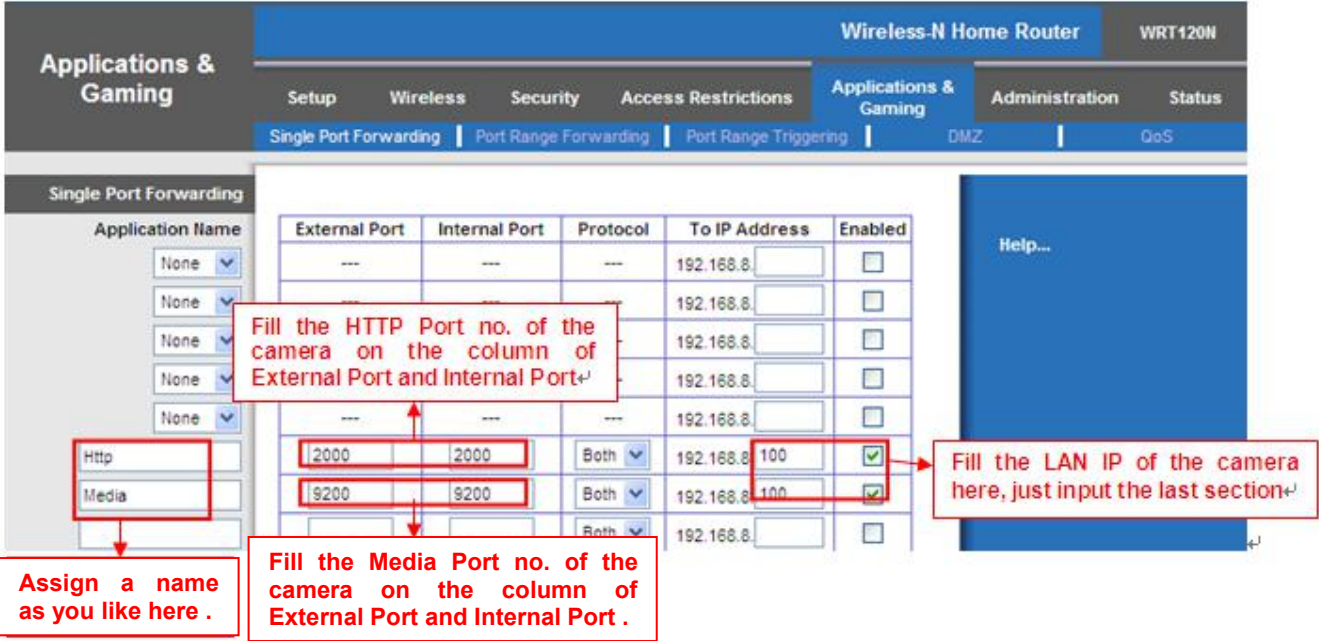 Wireless-N Home Router WRT120N
Applications &
Gaming
Setup Wireless Security Access Restrictions Applications & Gaming Administration Status
Single Port Forwarding Port Range Forwarding Port Range Triggering DMZ QoS
Single Port Forwarding
Application Name External Port Internal Port Protocol To IP Address Enabled
Help...
None --- --- --- 192.168.8.
None --- --- --- 192.168.8.
None 192.168.8.
None 192.168.8.
None --- --- --- 192.168.8.
Fill the HTTP Port no. of the
camera on the column of
External Port and Internal Port↵
Http 2000 2000 Both 192.168.8. 100
Media 9200 9200 Both 192.168.8. 100
Both 192.168.8.
Fill the LAN IP of the camera
here, just input the last section↵
↵
Assign a name
as you like here .
Fill the Media Port no. of the
camera on the column of
External Port and Internal Port .